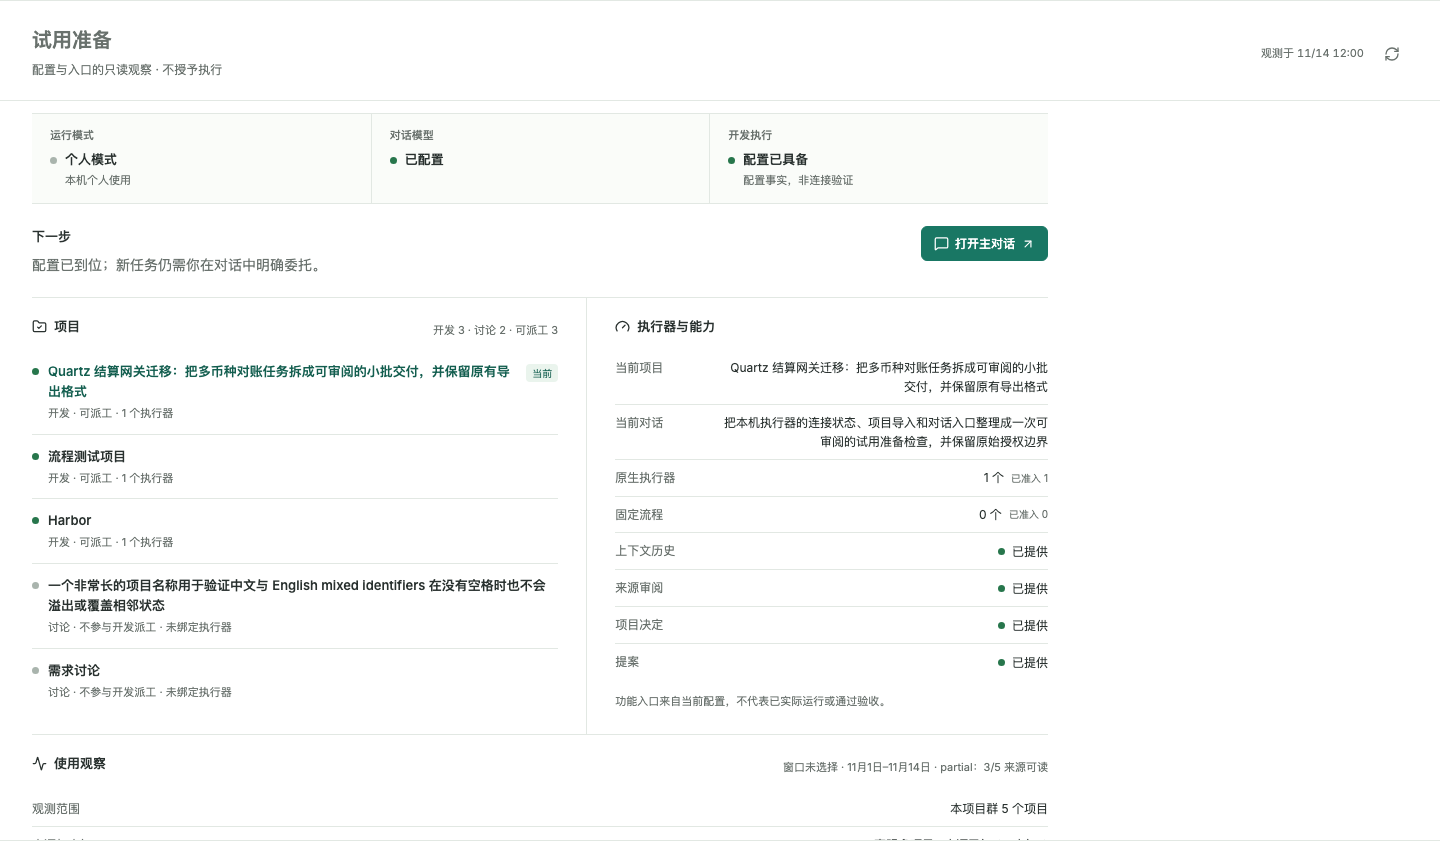 试用准备
配置与入口的只读观察 · 不授予执行
观测于 11/14 12:00
运行模式
个人模式
本机个人使用
对话模型
已配置
开发执行
配置已具备
配置事实，非连接验证
下一步
配置已到位；新任务仍需你在对话中明确委托。
打开主对话
项目
开发 3 · 讨论 2 · 可派工 3
Quartz 结算网关迁移：把多币种对账任务拆成可审阅的小批交付，并保留原有导
出格式
当前
开发 · 可派工 · 1 个执行器
流程测试项目
开发 · 可派工 · 1 个执行器
Harbor
开发 · 可派工 · 1 个执行器
一个非常长的项目名称用于验证中文与 English mixed identifiers 在没有空格时也不会
溢出或覆盖相邻状态
讨论 · 不参与开发派工 · 未绑定执行器
需求讨论
讨论 · 不参与开发派工 · 未绑定执行器
执行器与能力
当前项目
Quartz 结算网关迁移：把多币种对账任务拆成可审阅的小批
交付，并保留原有导出格式
当前对话
把本机执行器的连接状态、项目导入和对话入口整理成一次可
审阅的试用准备检查，并保留原始授权边界
原生执行器
1 个 已准入 1
固定流程
0 个 已准入 0
上下文历史
已提供
来源审阅
已提供
项目决定
已提供
提案
已提供
功能入口来自当前配置，不代表已实际运行或通过验收。
使用观察
窗口未选择 · 11月1日–11月14日 · partial：3/5 来源可读
观测范围
本项目群 5 个项目